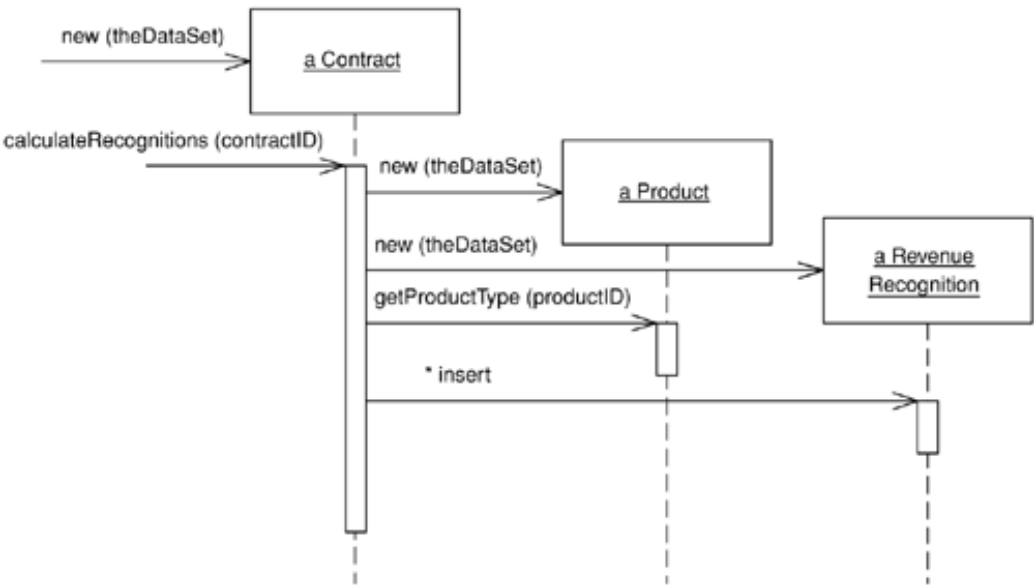 new (theDataSet)
a Contract
calculateRecognitions (contractID)
new (theDataSet)
a Product
new (theDataSet)
a Revenue
Recognition
getProductType (productID)
* insert